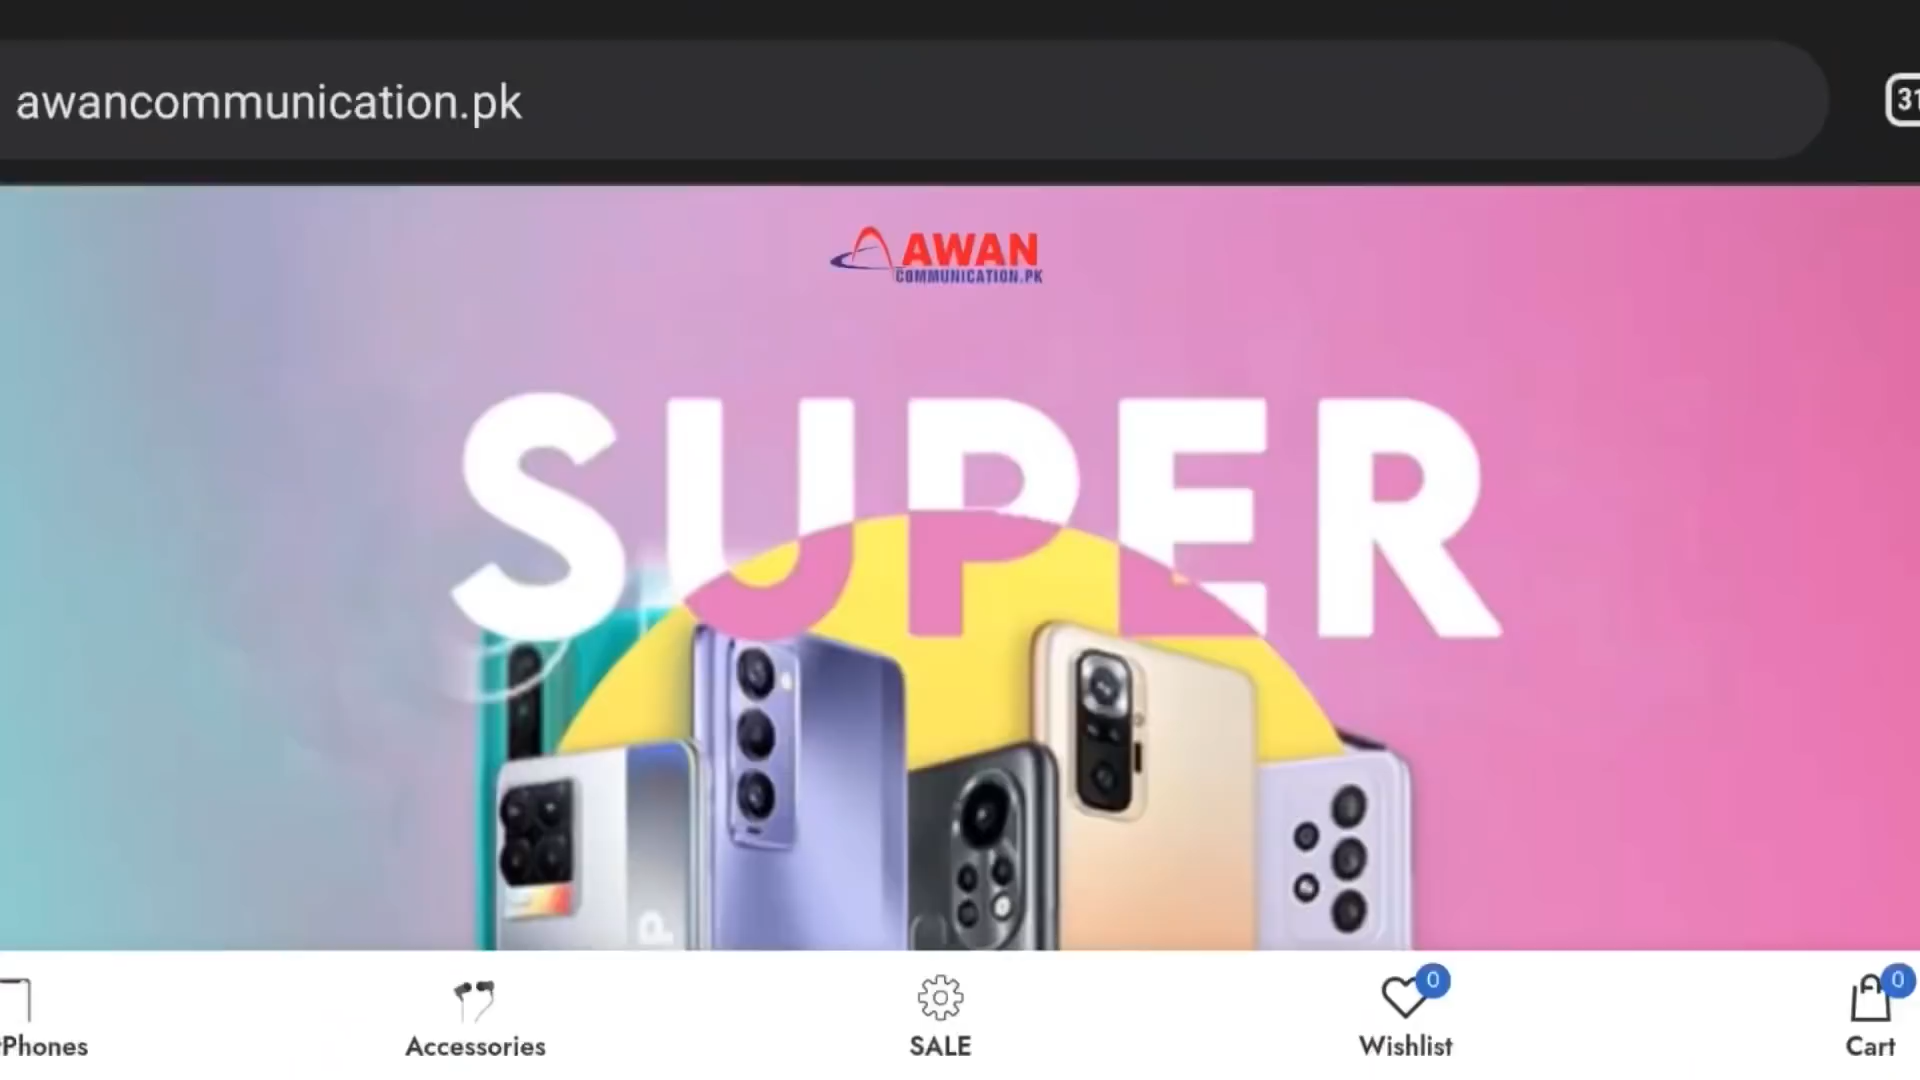 awancommunication.pk
31
AWAN
COMMUNICATION.PK
SUPER
Phones
Accessories
SALE
Wishlist
0
Cart
0